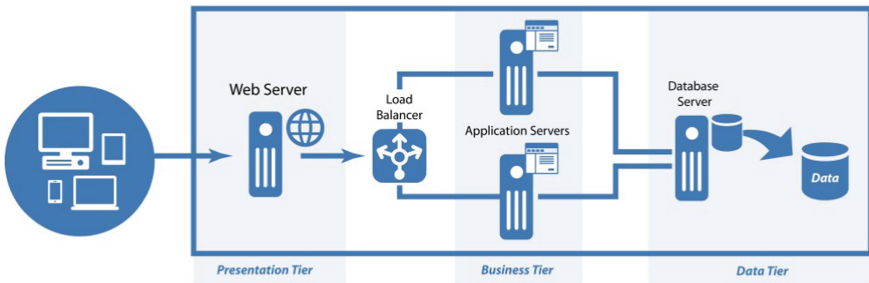 Web Server
Load
Balancer
Application Servers
Database
Server
Data
Presentation Tier
Business Tier
Data Tier